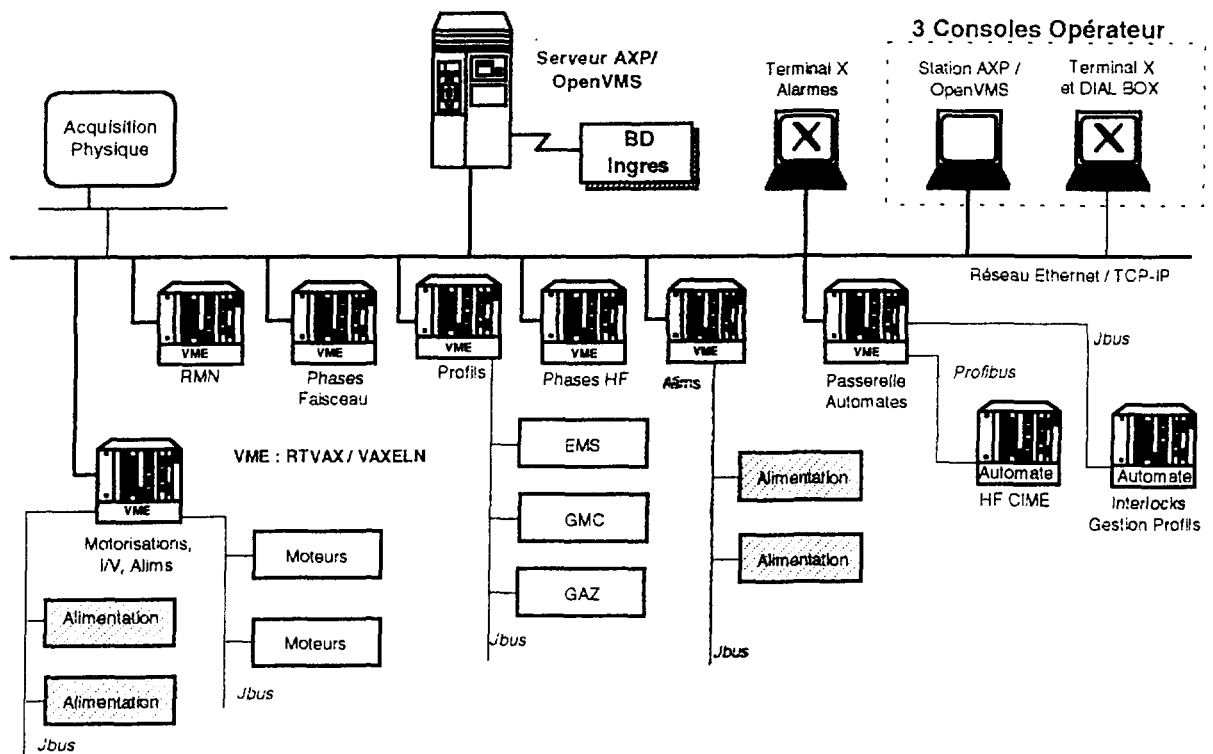 3 Consoles Opérateur
Serveur AXP/
OpenVMS
Terminal X
Alarmes
Station AXP /
OpenVMS
Terminal X
et DIAL BOX
Acquisition
Physique
BD
Ingres
X
X
Réseau Ethernet / TCP-IP
VME
RMN
VME
Phases
Faisceau
VME
Profils
VME
Phases HF
VME
Alims
VME
Passerelle
Automates
Jbus
Profibus
Automate
HF CIME
Automate
Interlocks
Gestion Profils
VME : RTVAX / VAXELN
EMS
GMC
GAZ
Jbus
Alimentation
Alimentation
Jbus
VME
Motorisations,
I/V, Alims
Moteurs
Moteurs
Jbus
Alimentation
Alimentation
Jbus